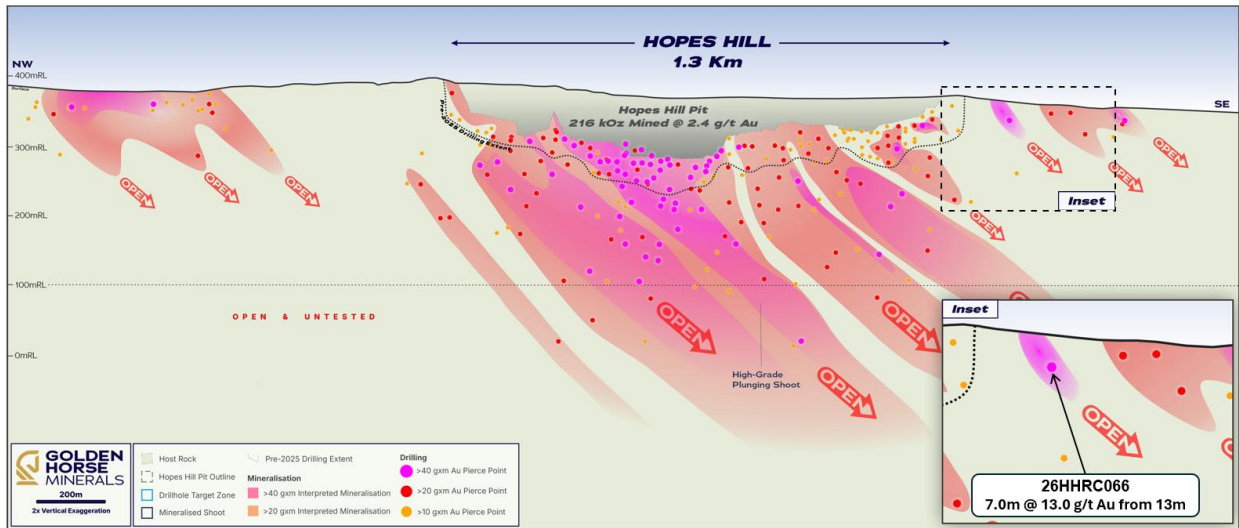 HOPES HILL
1.3 Km
NW
400mRL
Surface
SE
Hopes Hill Pit
216 kOz Mined @ 2.4 g/t Au
Pre-2025 Drilling Extent
300mRL
OPEN
OPEN
OPEN
OPEN
OPEN
Inset
200mRL
OPEN
100mRL
OPEN
OPEN
OPEN
OPEN
OPEN & UNTESTED
0mRL
High-Grade
Plunging Shoot
Inset
OPEN
26HHRC066
7.0m @ 13.0 g/t Au from 13m
GOLDEN
HORSE
MINERALS
200m
2x Vertical Exaggeration
Host Rock
Hopes Hill Pit Outline
Drillhole Target Zone
Mineralised Shoot
Pre-2025 Drilling Extent
Mineralisation
>40 gxm Interpreted Mineralisation
>20 gxm Interpreted Mineralisation
Drilling
>40 gxm Au Pierce Point
>20 gxm Au Pierce Point
>10 gxm Au Pierce Point